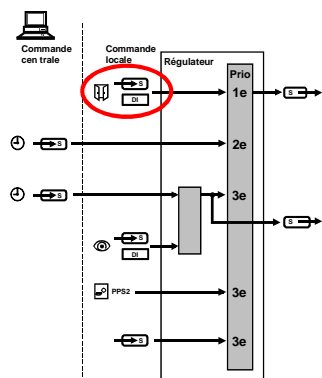 Commande
cen trale
Commande
locale
Régulateur
Prio
S
DI
1e
S
S
2e
S
3e
S
S
DI
PPS2
3e
S
3e